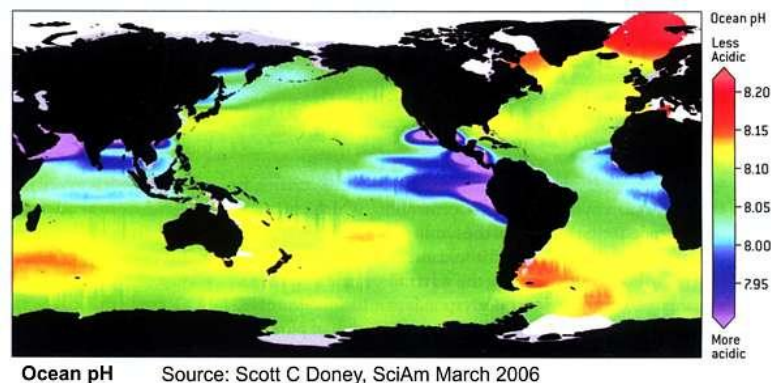 Ocean pH
Less
Acidic
8.20
8.15
8.10
8.05
8.00
7.95
More
acidic
Ocean pH Source: Scott C Doney, SciAm March 2006